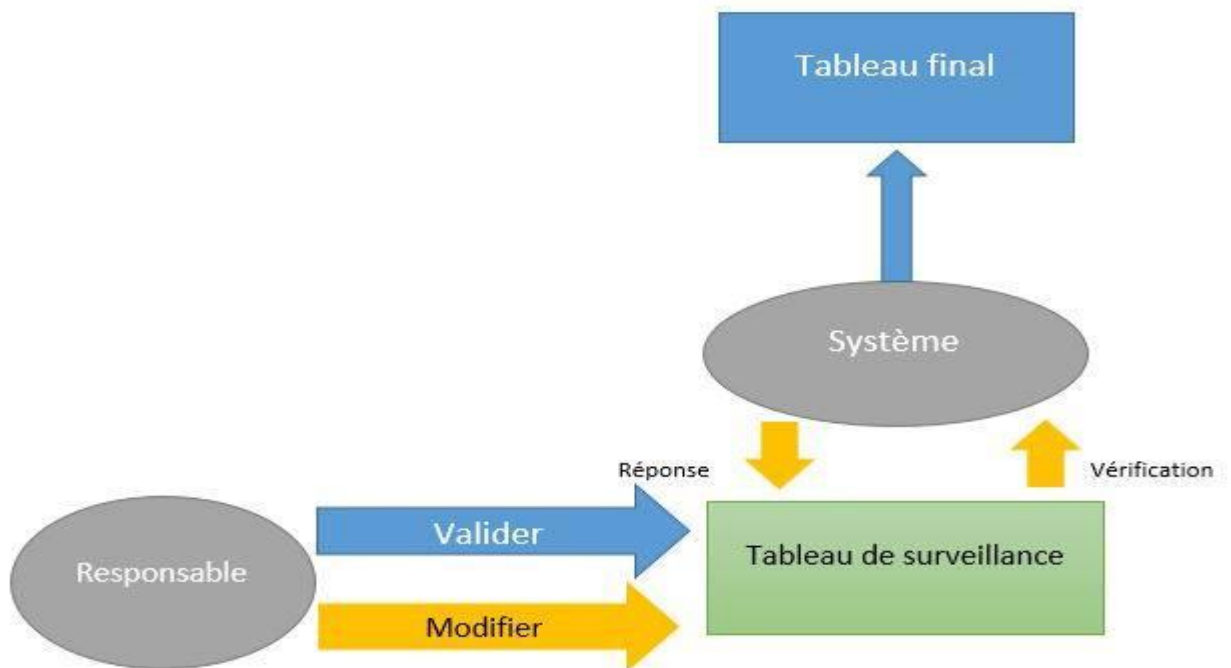 Tableau final
Système
Réponse
Vérification
Valider
Responsable
Tableau de surveillance
Modifier